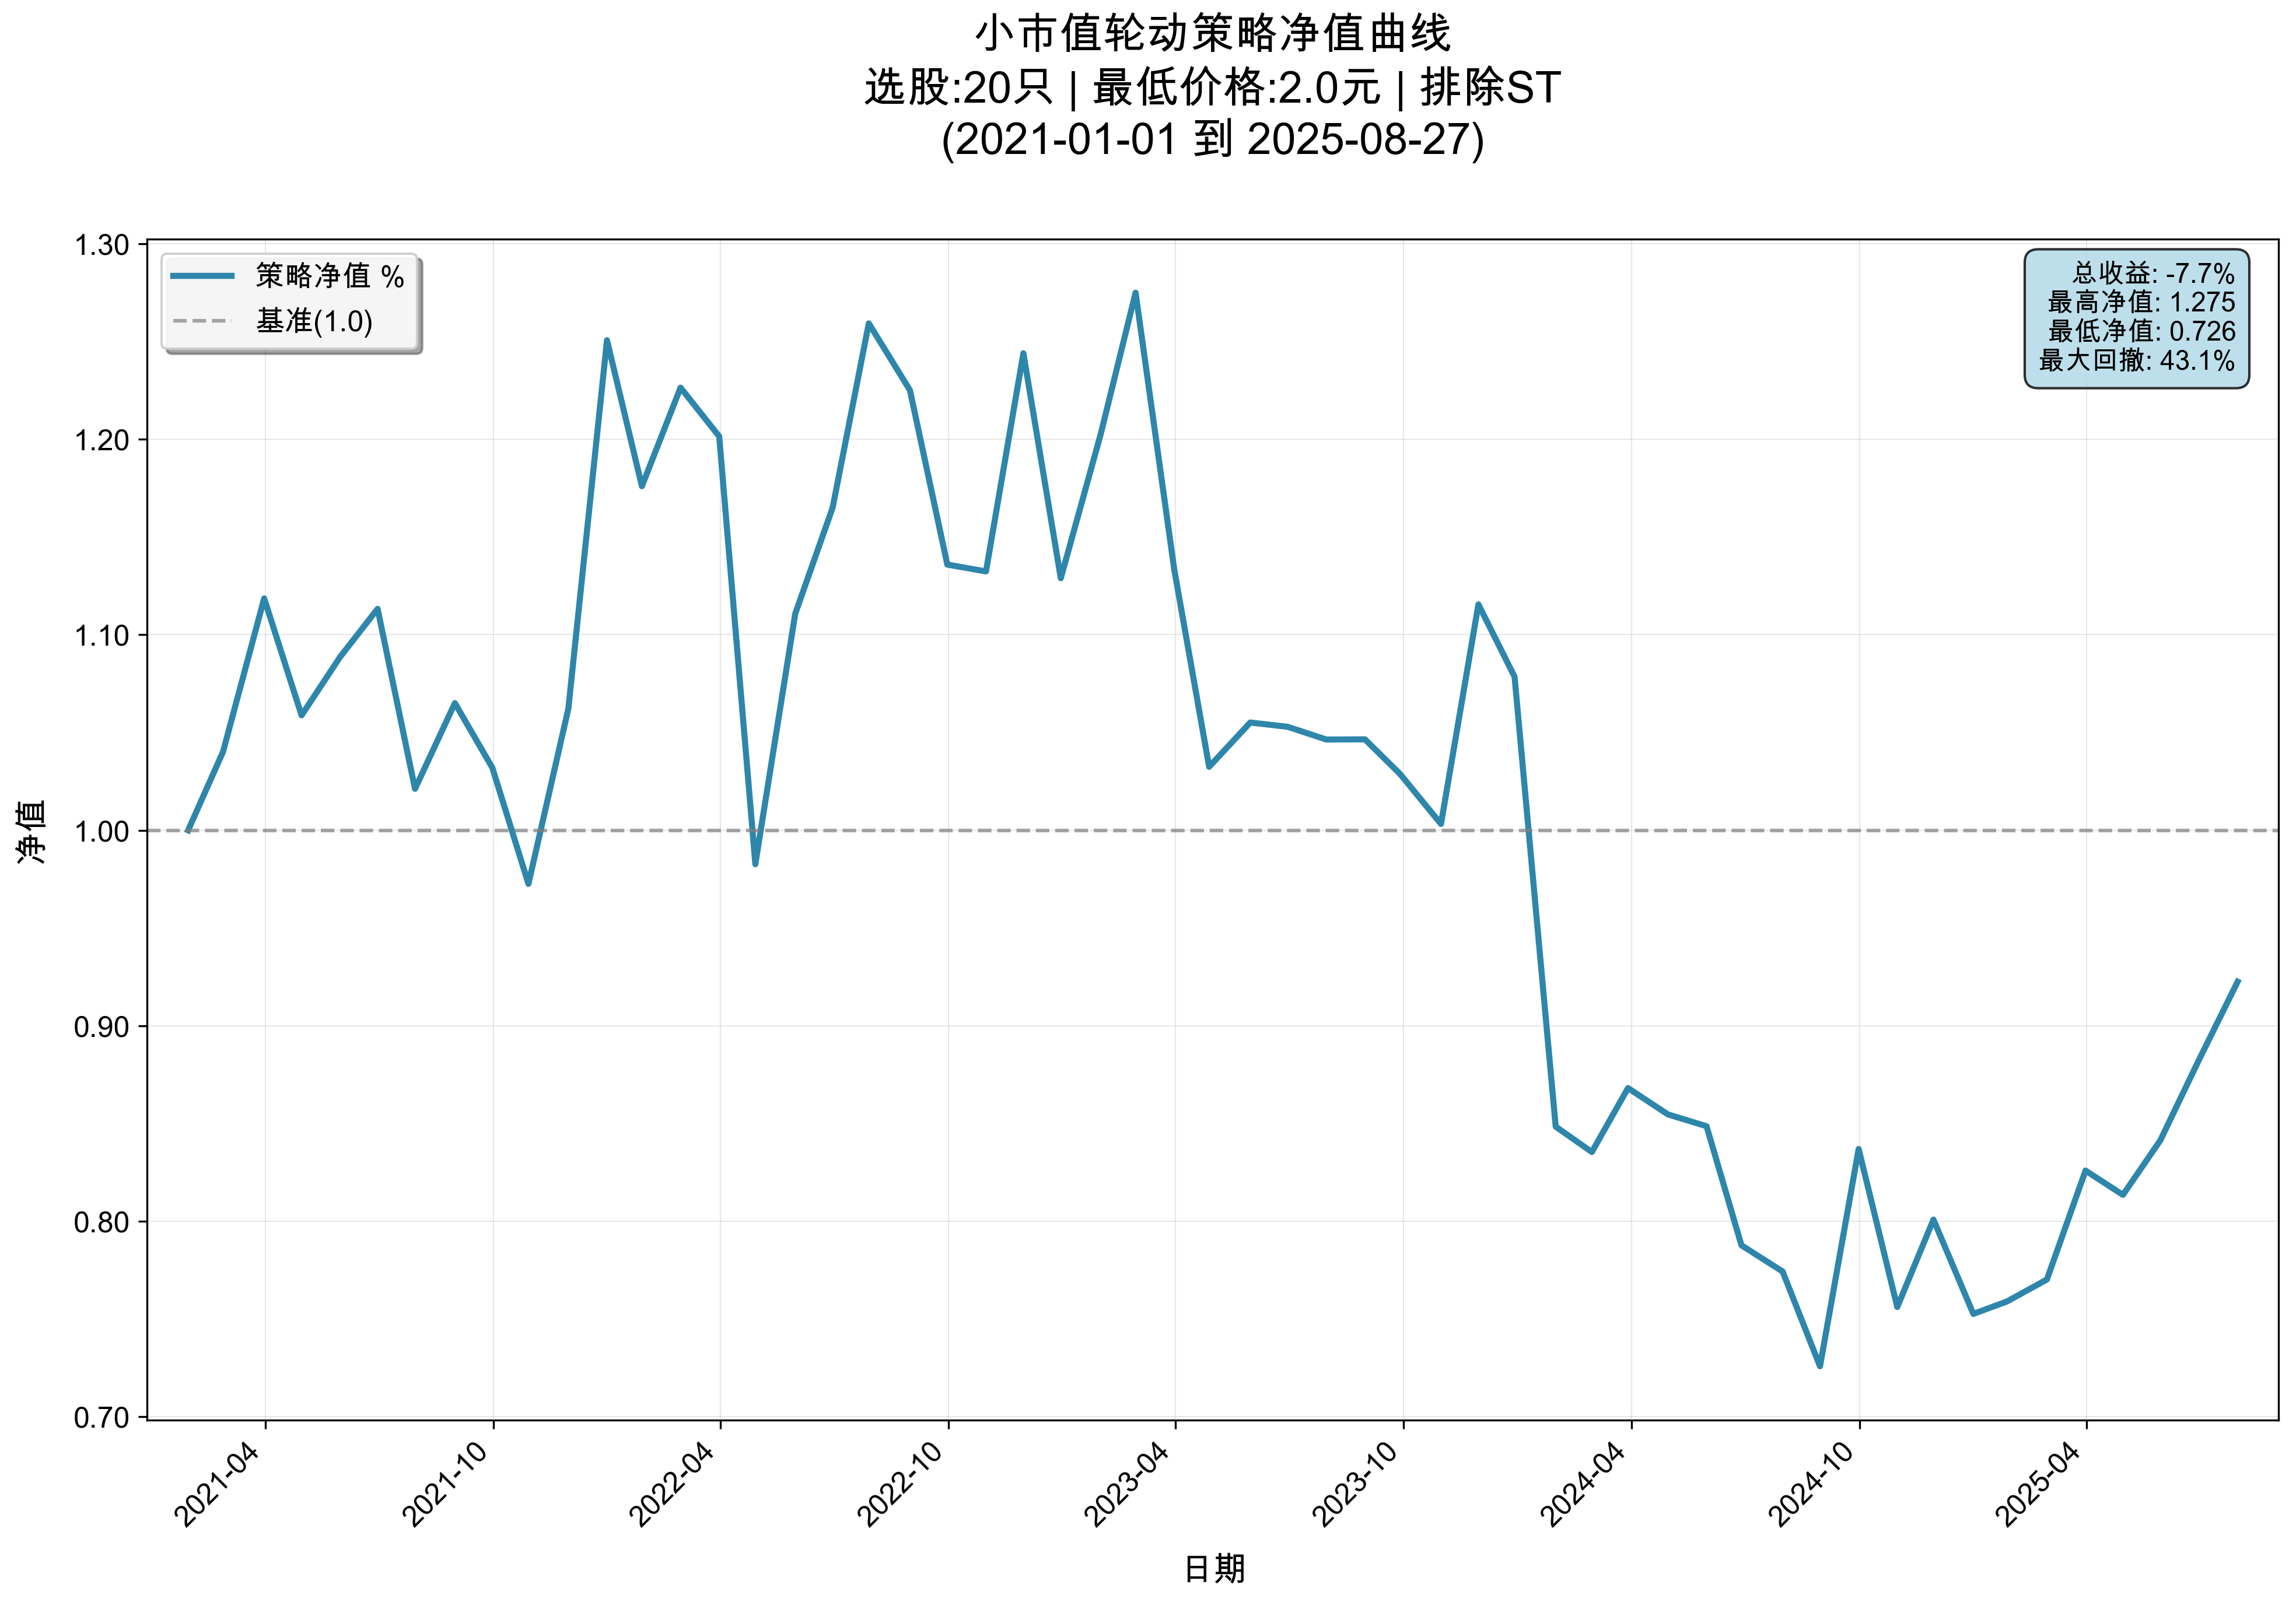 小市值轮动策略净值曲线
选股:20只 | 最低价格:2.0元 | 排除ST
(2021-01-01 到 2025-08-27)
策略净值 %
基准(1.0)
总收益: -7.7%
最高净值: 1.275
最低净值: 0.726
最大回撤: 43.1%
净值
1.30
1.20
1.10
1.00
0.90
0.80
0.70
2021-04
2021-10
2022-04
2022-10
2023-04
2023-10
2024-04
2024-10
2025-04
日期